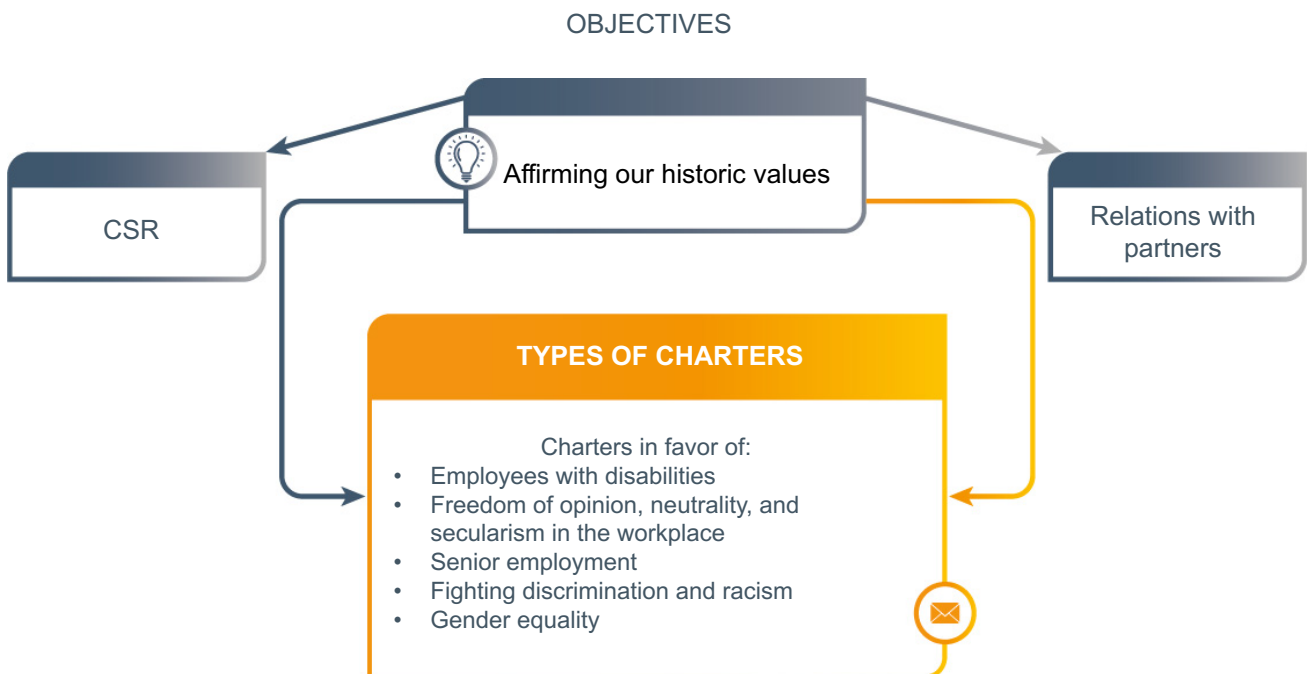 OBJECTIVES
Affirming our historic values
CSR
Relations with
partners
TYPES OF CHARTERS
Charters in favor of:
• Employees with disabilities
• Freedom of opinion, neutrality, and
secularism in the workplace
• Senior employment
• Fighting discrimination and racism
• Gender equality